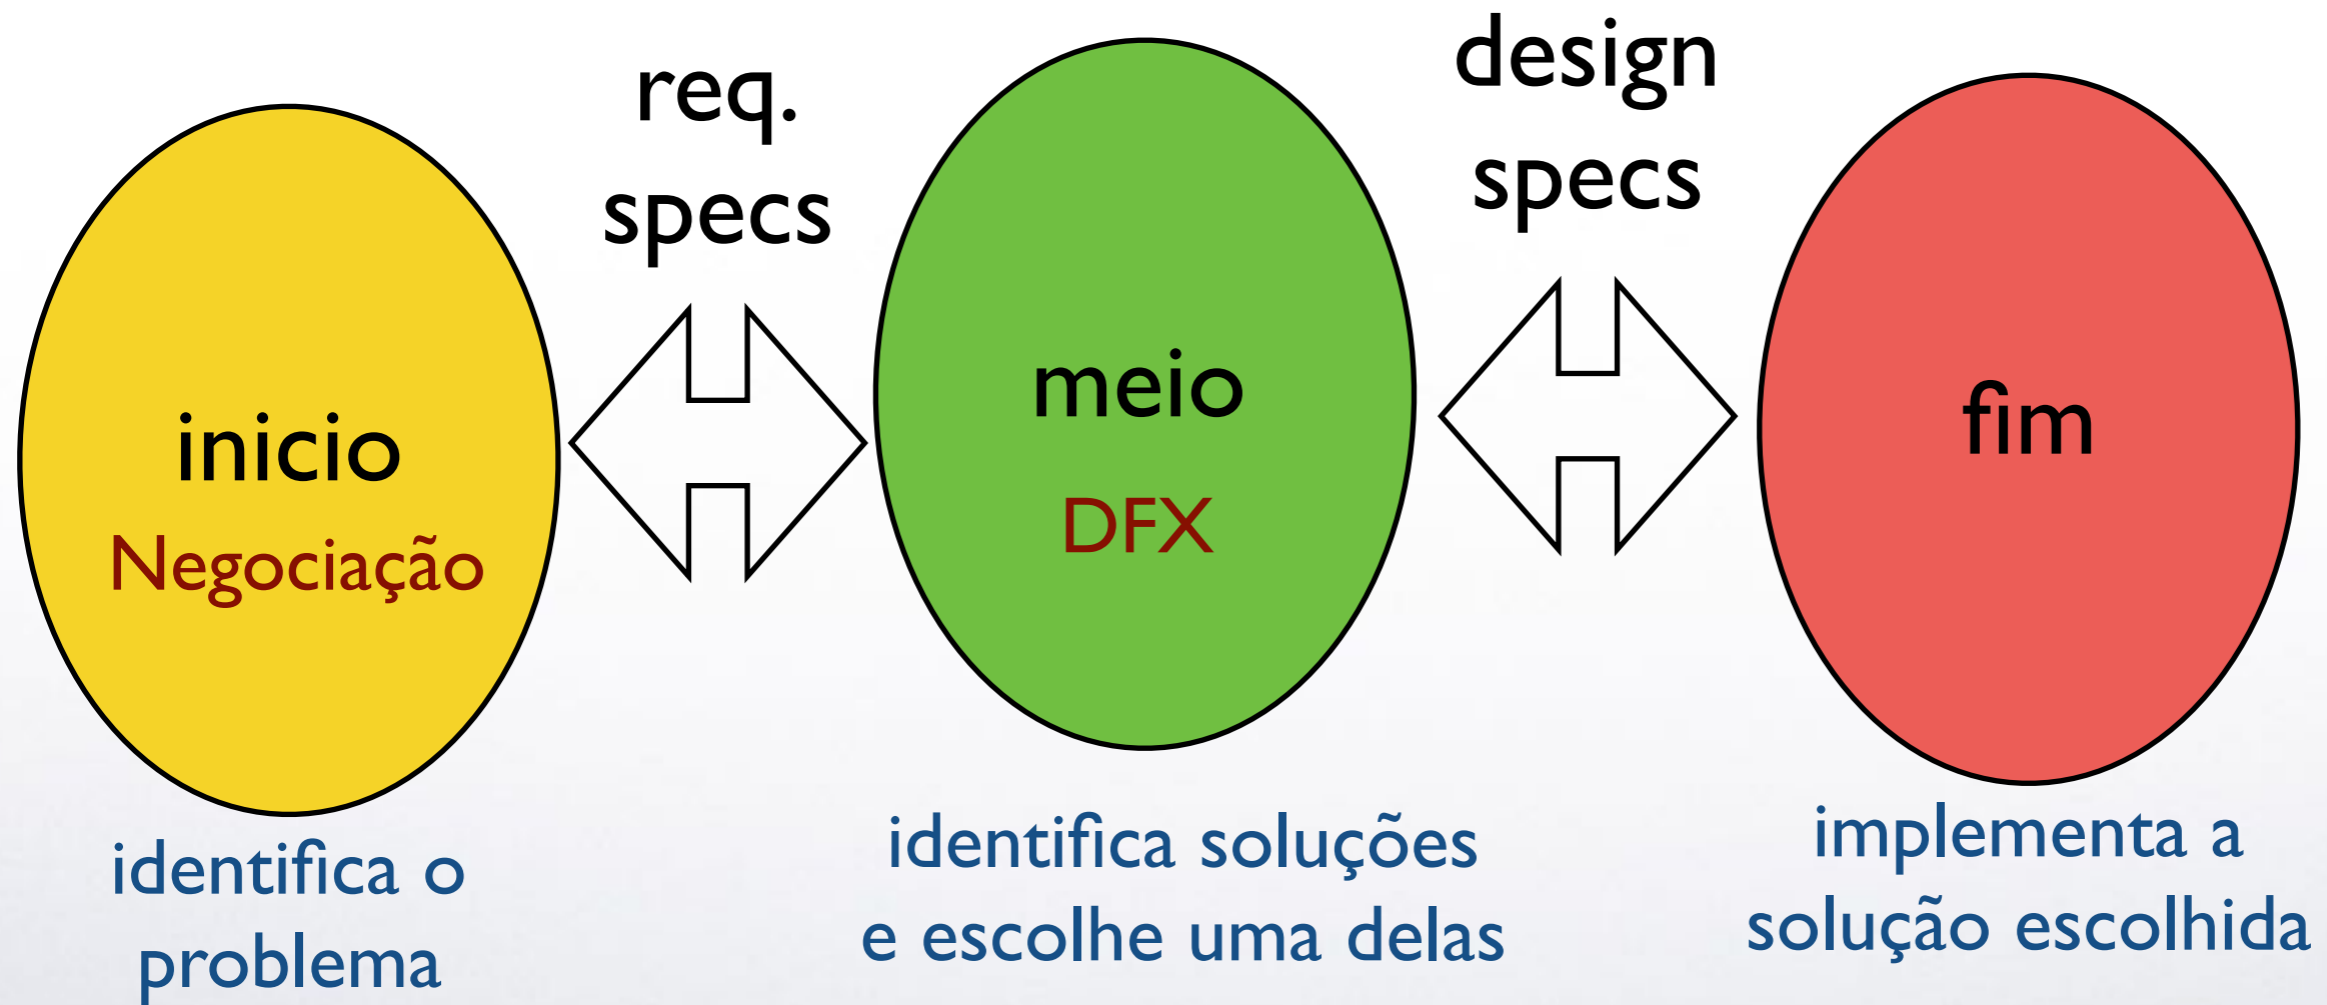 req.
specs
design
specs
inicio
Negociação
meio
DFX
fim
identifica o
problema
identifica soluções
e escolhe uma delas
implementa a
solução escolhida